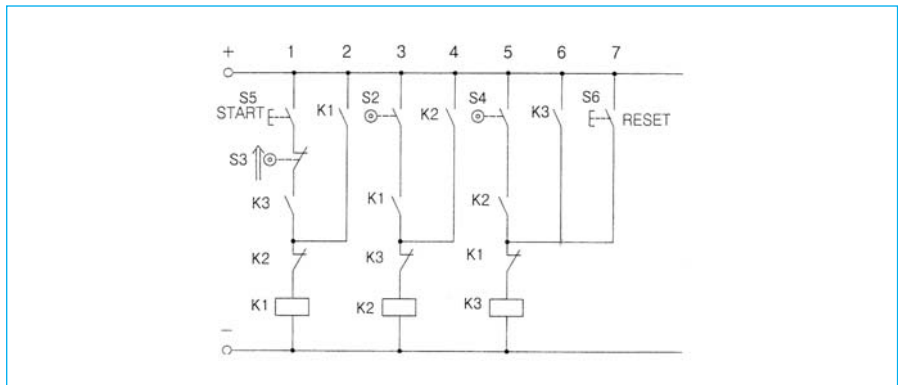 + 1 2 3 4 5 6 7
S5 START K1 S2 K2 S4 K3 S6 RESET
S3
K3 K1 K2
K2 K3 K1
K1 K2 K3
−